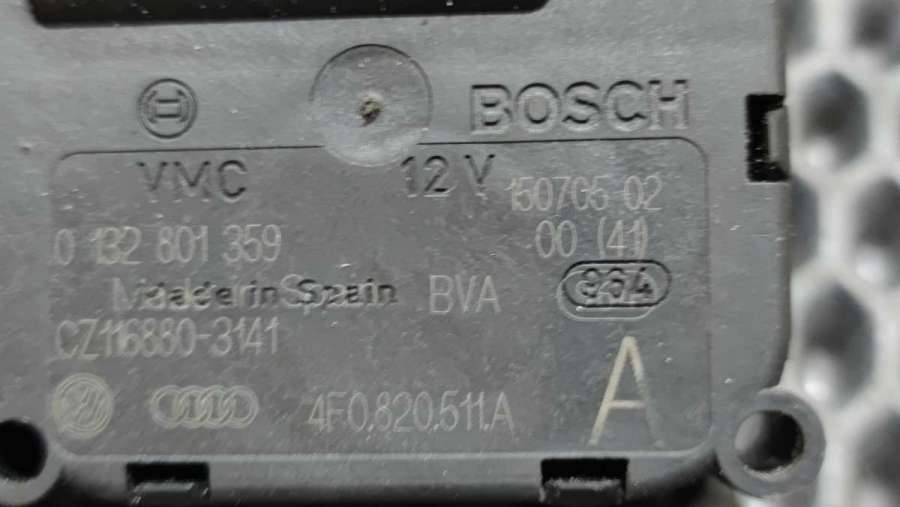 BOSCH
VMC 12 V 150705 02
0 132 801 359 00 (41)
Made in Spain BVA 964
CZ116880-3141
A
4F0.820.511.A